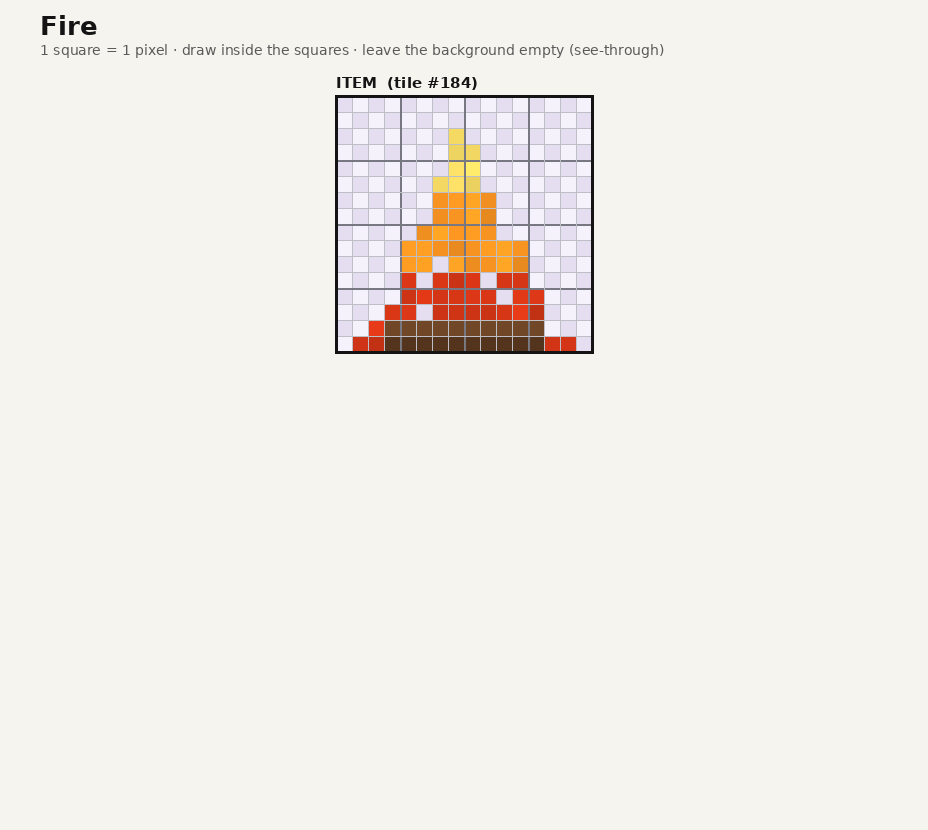 Fire
1 square = 1 pixel · draw inside the squares · leave the background empty (see-through)
ITEM (tile #184)